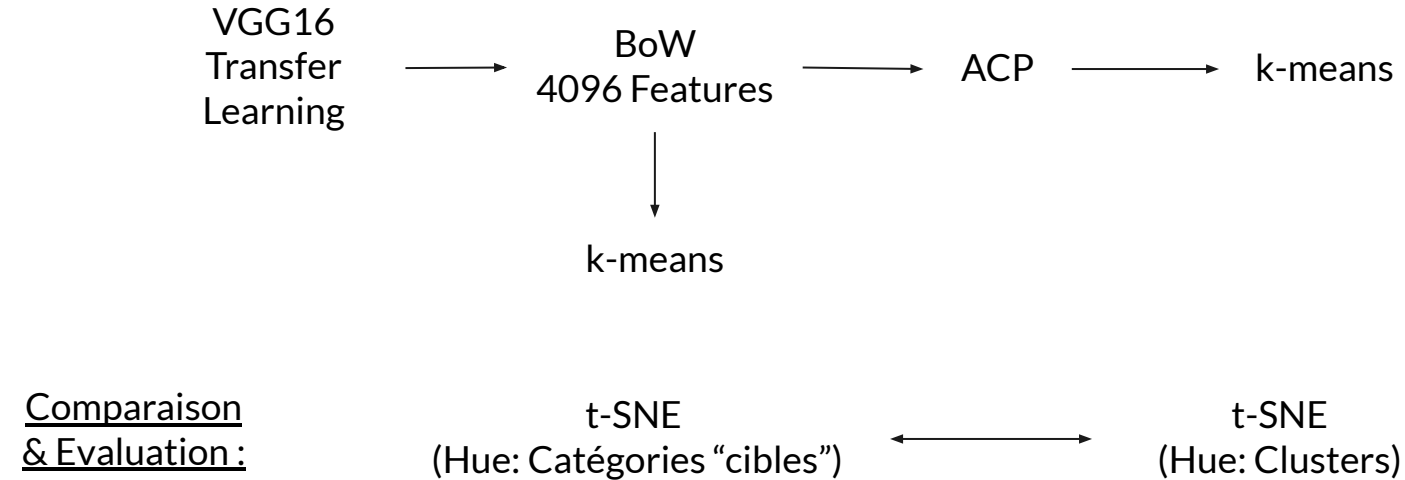 VGG16
Transfer
Learning
BoW
4096 Features
ACP
k-means
k-means
Comparaison
& Evaluation :
t-SNE
(Hue: Catégories “cibles”)
t-SNE
(Hue: Clusters)